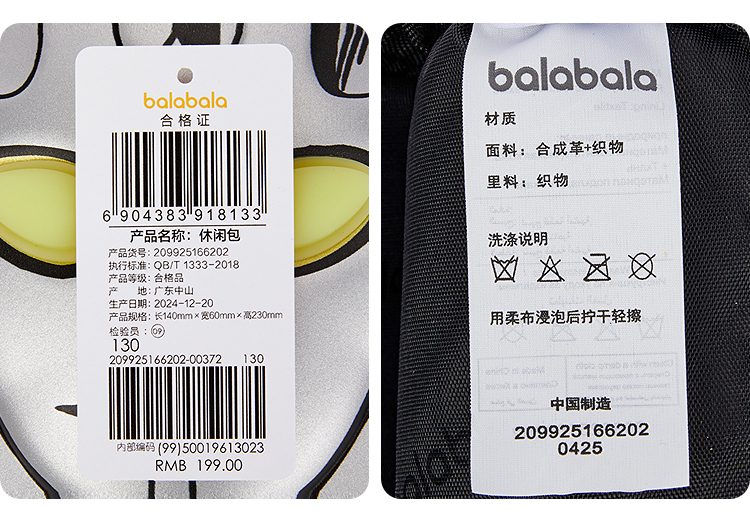 balabala
合格证
6 904383 918133
产品名称：休闲包
产品货号：209925166202
执行标准：QB/T 1333-2018
产品等级：合格品
产 地：广东中山
生产日期：2024-12-20
产品规格：长140mm×宽60mm×高230mm
检验员：09
130
209925166202-00372 130
内部编码 (99)50019613023
RMB 199.00
balabala
材质
面料：合成革+织物
里料：织物
洗涤说明
用柔布浸泡后拧干轻擦
中国制造
209925166202
0425
balabala